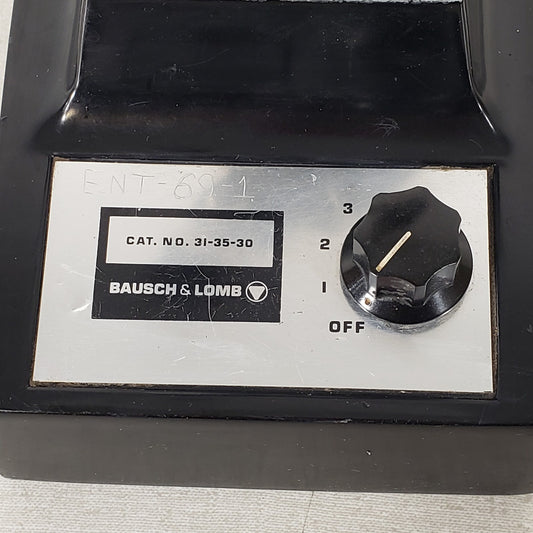 ENT-69-1
CAT. NO. 31-35-30
BAUSCH & LOMB
3
2
1
OFF